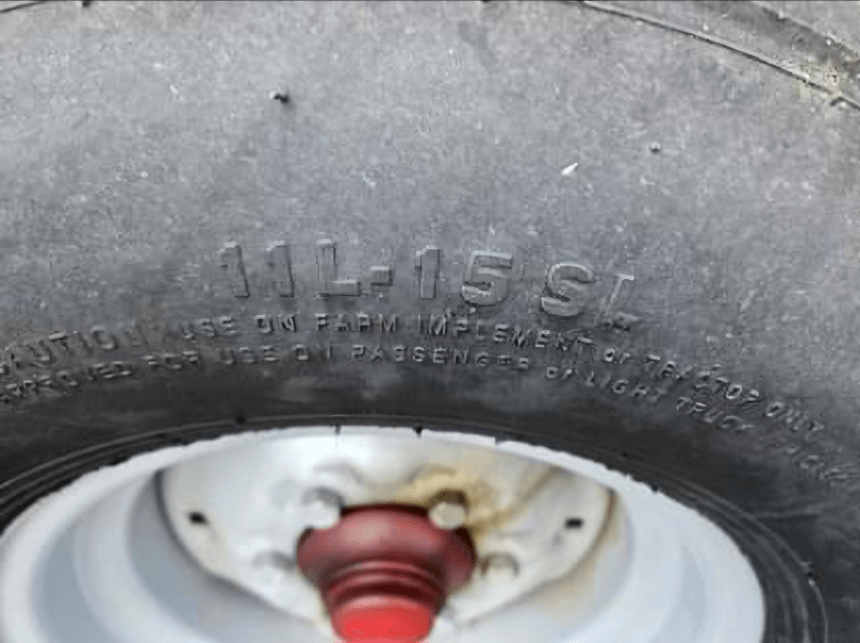 11L-15 SL
CAUTION USE ON FARM IMPLEMENT or TRACTOR ONLY
APPROVED FOR USE ON PASSENGER or LIGHT TRUCK